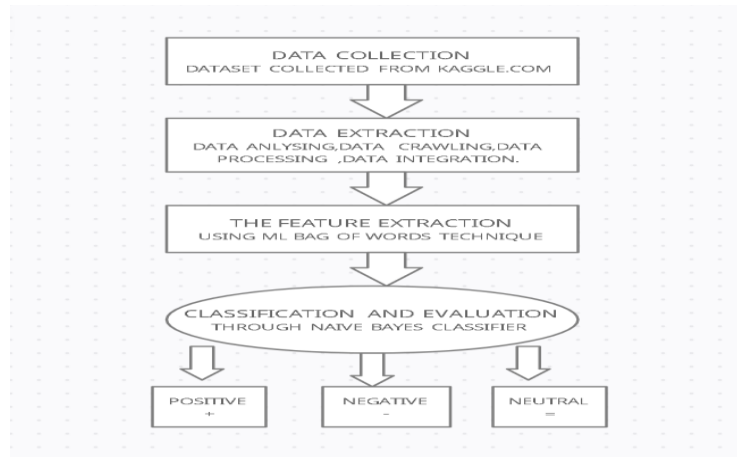 DATA COLLECTION
DATASET COLLECTED FROM KAGGLE.COM
DATA EXTRACTION
DATA ANLYSING,DATA CRAWLING,DATA
PROCESSING ,DATA INTEGRATION.
THE FEATURE EXTRACTION
USING ML BAG OF WORDS TECHNIQUE
CLASSIFICATION AND EVALUATION
THROUGH NAIVE BAYES CLASSIFIER
POSITIVE
+
NEGATIVE
-
NEUTRAL
=